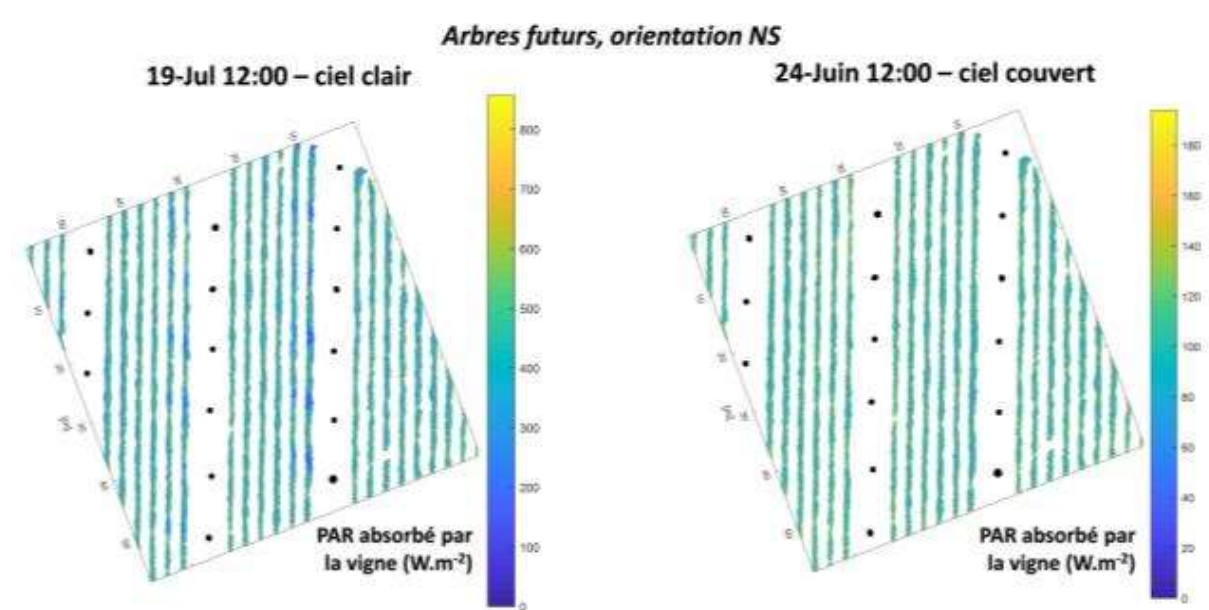 Arbres futurs, orientation NS
19-Jul 12:00 – ciel clair
24-Juin 12:00 – ciel couvert
800
700
600
500
400
300
200
100
0
PAR absorbé par
la vigne (W.m-2)
180
160
140
120
100
80
60
40
20
0
PAR absorbé par
la vigne (W.m-2)